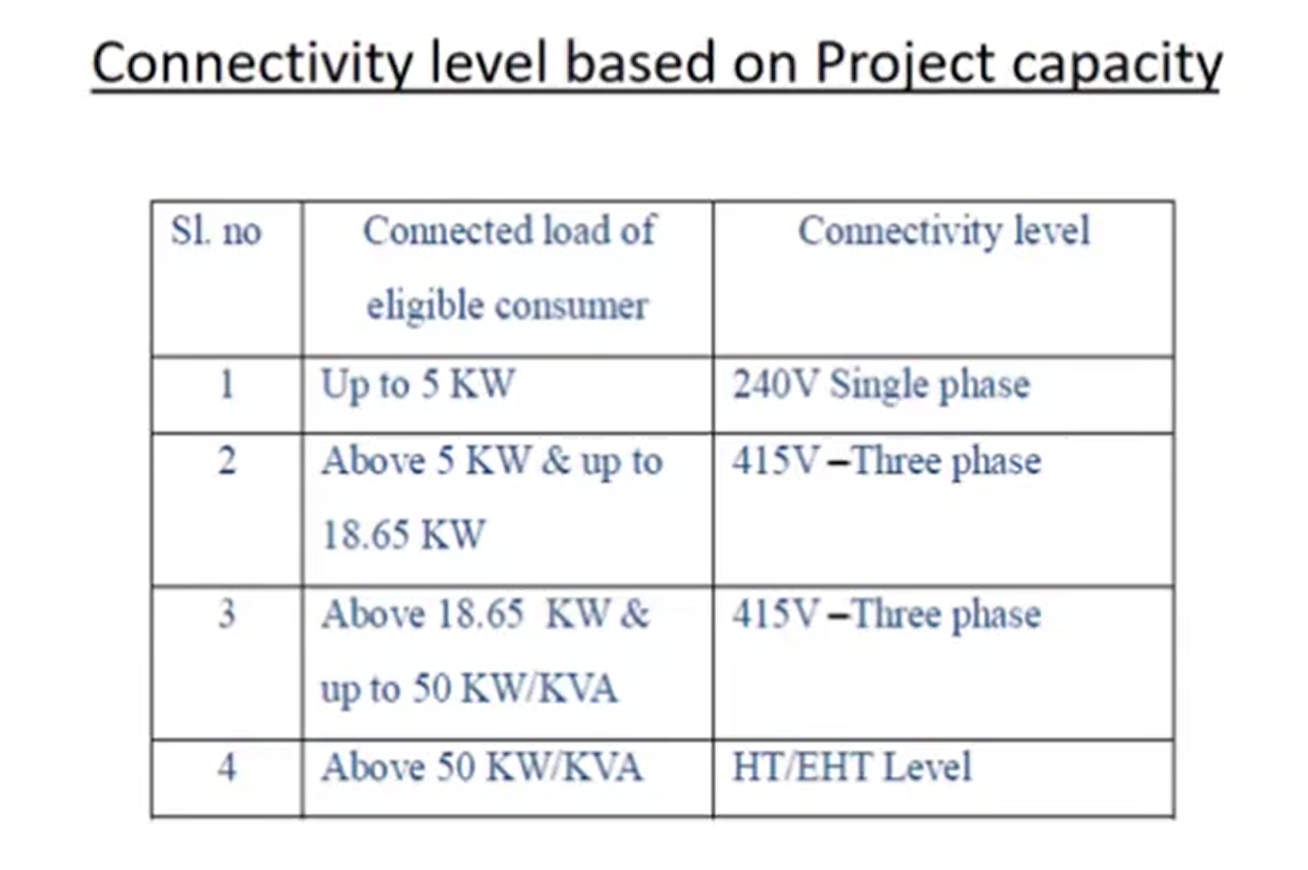 Connectivity level based on Project capacity
Sl. no
Connected load of
eligible consumer
Connectivity level
1
Up to 5 KW
240V Single phase
2
Above 5 KW & up to
18.65 KW
415V –Three phase
3
Above 18.65 KW &
up to 50 KW/KVA
415V –Three phase
4
Above 50 KW/KVA
HT/EHT Level